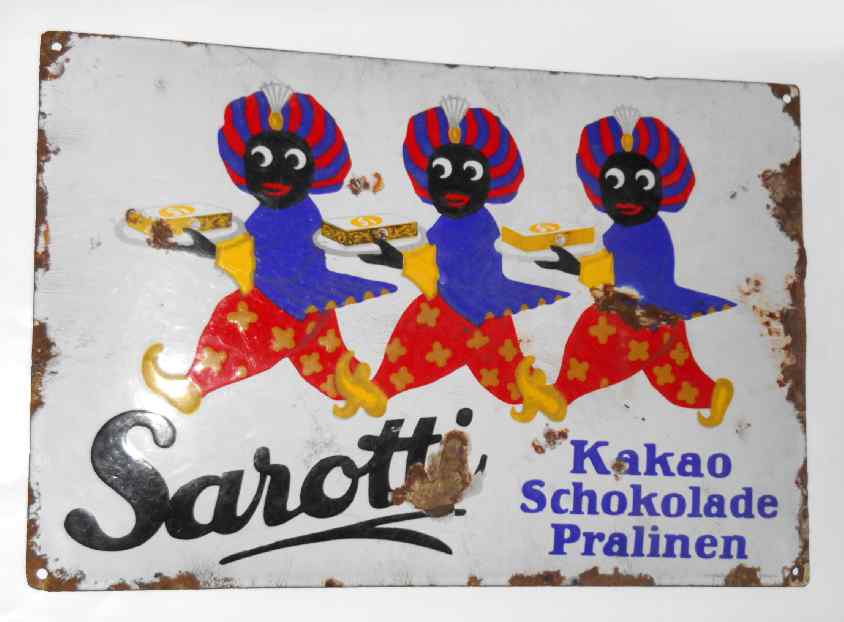 Sarotti
Kakao
Schokolade
Pralinen